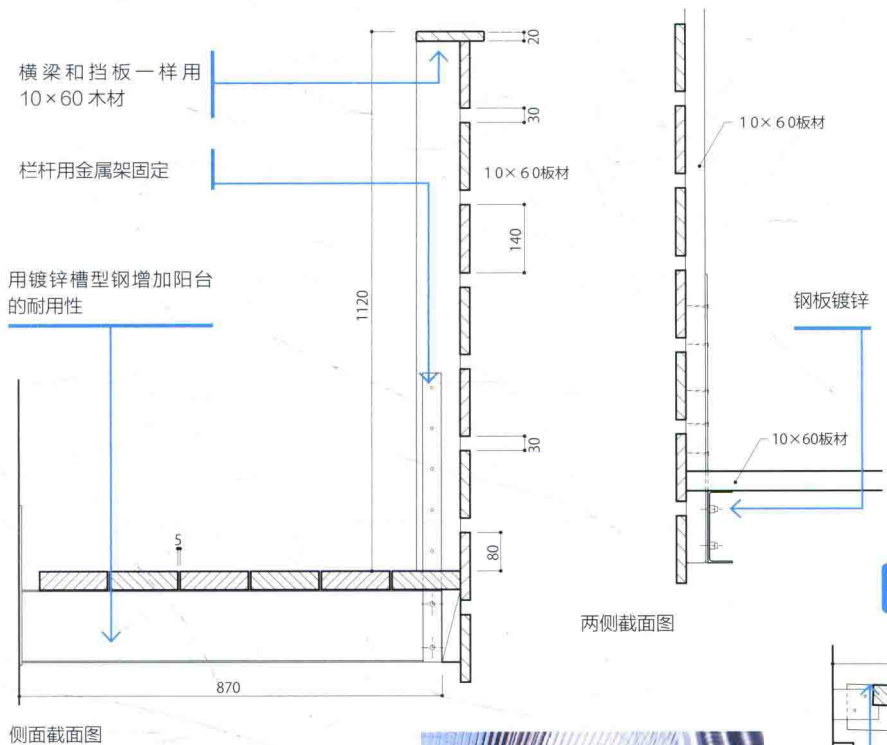 横梁和挡板一样用
10×60 木材
栏杆用金属架固定
用镀锌槽型钢增加阳台
的耐用性
20
30
10×60板材
140
1120
30
5
80
870
侧面截面图
10×60板材
钢板镀锌
10×60板材
两侧截面图